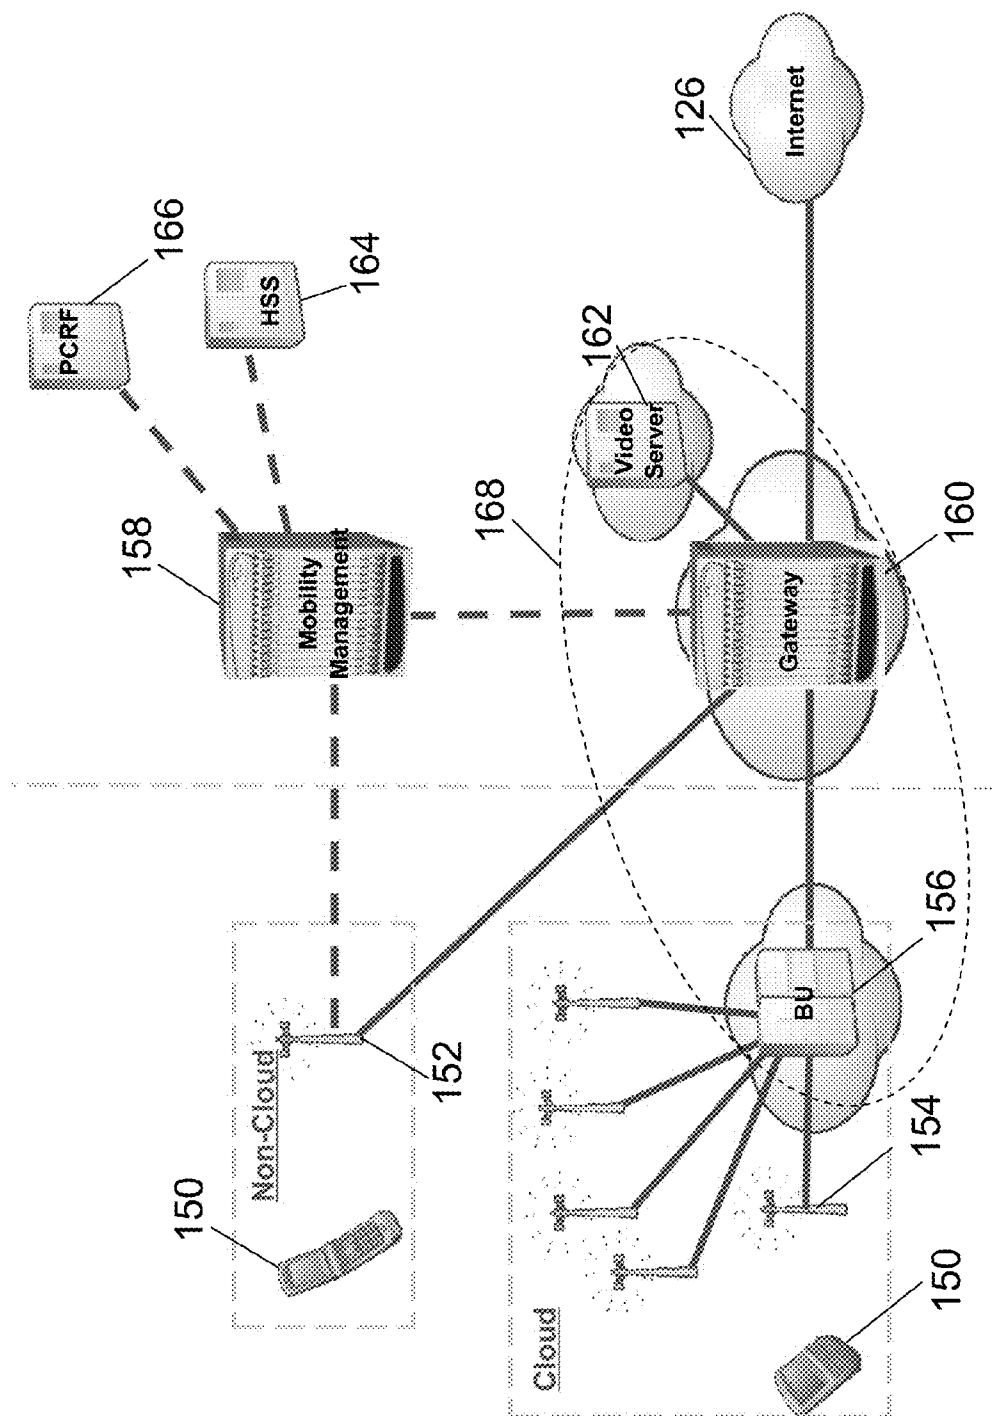 PCRF
166
HSS
164
158
Mobility
Management
Non-Cloud
150
152
126
Internet
162
Video
Server
168
Gateway
160
Cloud
BU
156
154
150